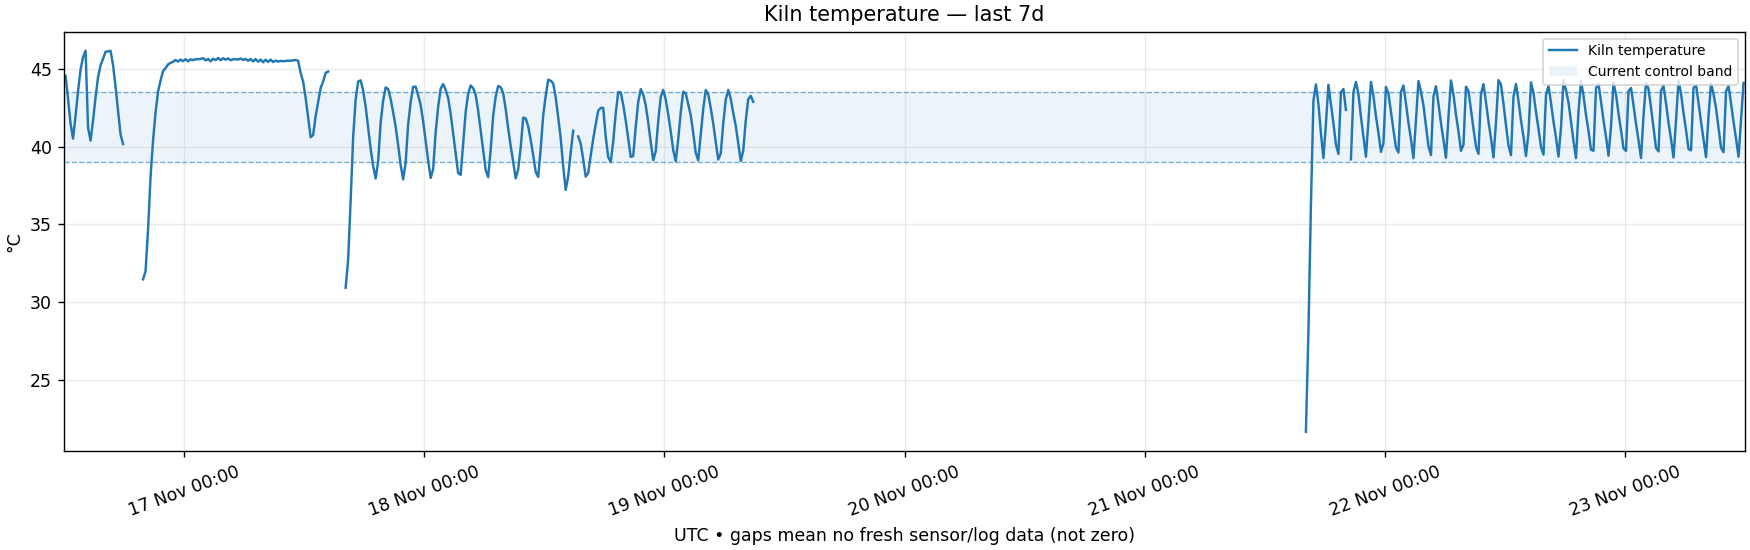 Kiln temperature — last 7d
Kiln temperature
Current control band
45
40
35
30
25
°C
17 Nov 00:00
18 Nov 00:00
19 Nov 00:00
20 Nov 00:00
21 Nov 00:00
22 Nov 00:00
23 Nov 00:00
UTC • gaps mean no fresh sensor/log data (not zero)